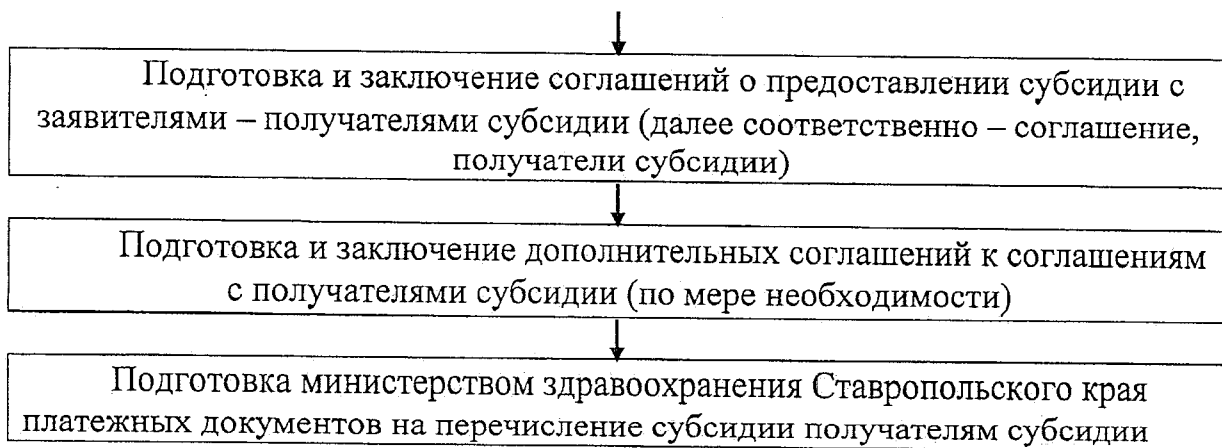 Подготовка и заключение соглашений о предоставлении субсидии с
заявителями – получателями субсидии (далее соответственно – соглашение,
получатели субсидии)
Подготовка и заключение дополнительных соглашений к соглашениям
с получателями субсидии (по мере необходимости)
Подготовка министерством здравоохранения Ставропольского края
платежных документов на перечисление субсидии получателям субсидии